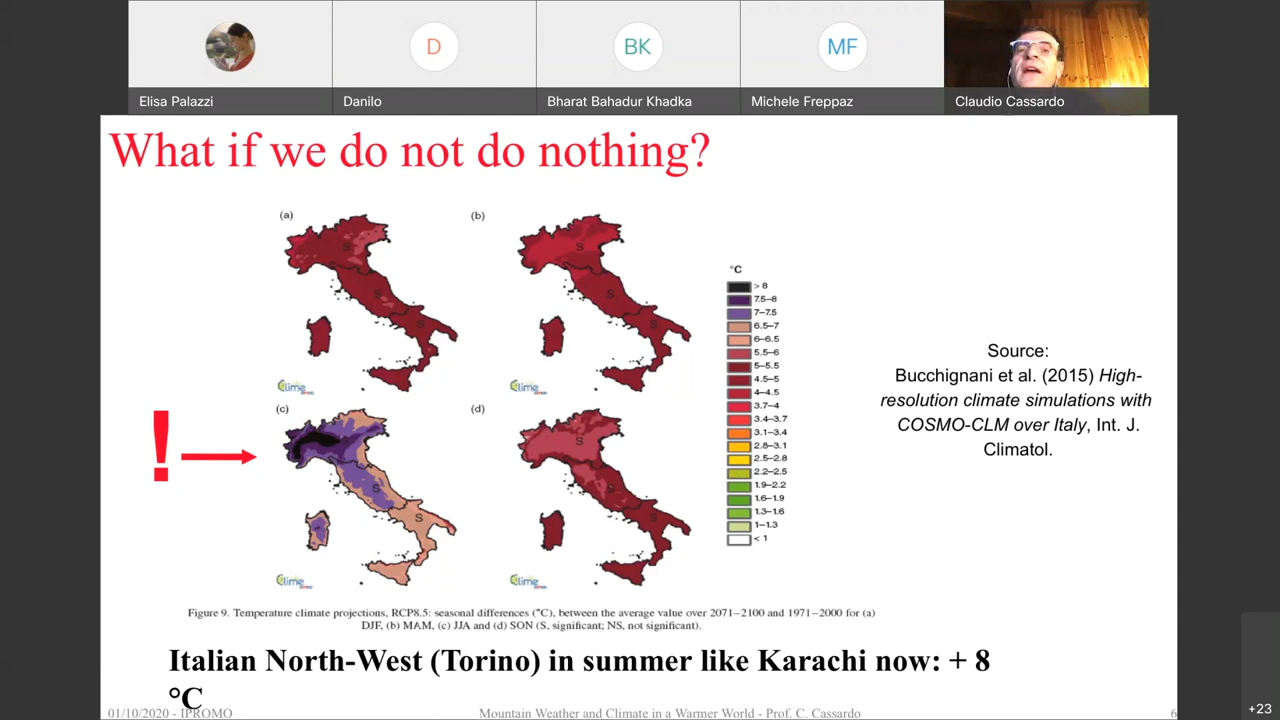 D
BK
MF
Elisa Palazzi
Danilo
Bharat Bahadur Khadka
Michele Freppaz
Claudio Cassardo
What if we do not do nothing?
(a)
S
S
S
(b)
S
S
S
°C
> 8
7.5–8
7–7.5
6.5–7
6–6.5
5.5–6
5–5.5
4.5–5
4–4.5
3.7–4
3.4–3.7
3.1–3.4
2.8–3.1
2.5–2.8
2.2–2.5
1.9–2.2
1.6–1.9
1.3–1.6
1–1.3
< 1
Source:
Bucchignani et al. (2015) High-
resolution climate simulations with
COSMO-CLM over Italy, Int. J.
Climatol.
!
(c)
S
S
(d)
S
S
S
Figure 9. Temperature climate projections, RCP8.5: seasonal differences (°C), between the average value over 2071–2100 and 1971–2000 for (a)
DJF, (b) MAM, (c) JJA and (d) SON (S, significant; NS, not significant).
Italian North-West (Torino) in summer like Karachi now: + 8
°C
01/10/2020 - IPROMO
Mountain Weather and Climate in a Warmer World - Prof. C. Cassardo
6
+23